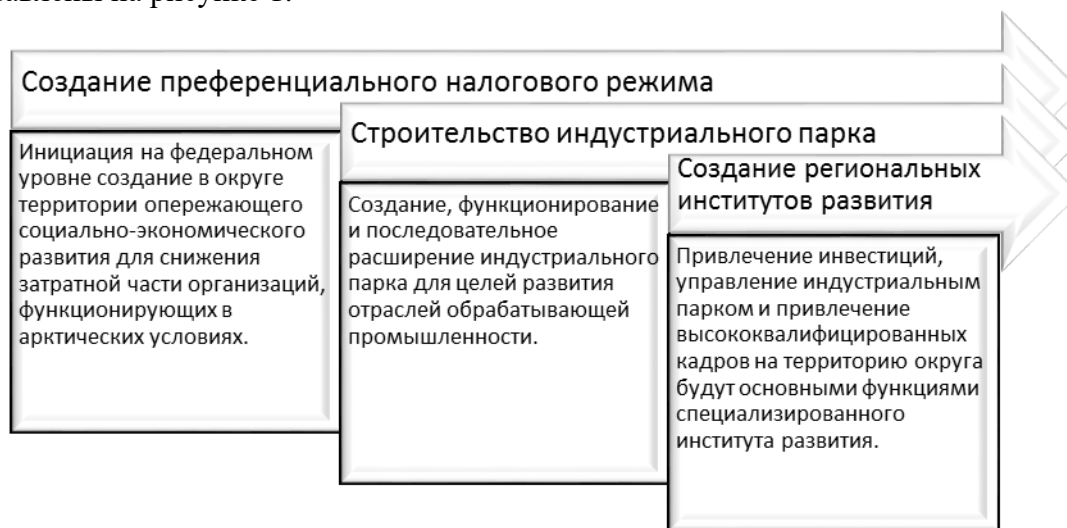 Создание преференциального налогового режима
Инициация на федеральном
уровне создание в округе
территории опережающего
социально-экономического
развития для снижения
затратной части организаций,
функционирующих в
арктических условиях.
Строительство индустриального парка
Создание, функционирование
и последовательное
расширение индустриального
парка для целей развития
отраслей обрабатывающей
промышленности.
Создание региональных
институтов развития
Привлечение инвестиций,
управление индустриальным
парком и привлечение
высококвалифицированных
кадров на территорию округа
будут основными функциями
специализированного
института развития.